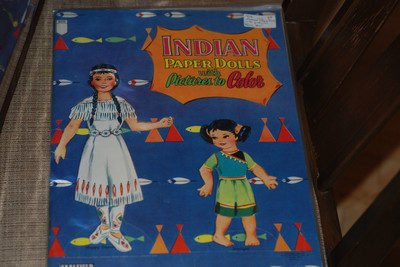 INDIAN
PAPER DOLLS
with
Pictures to Color